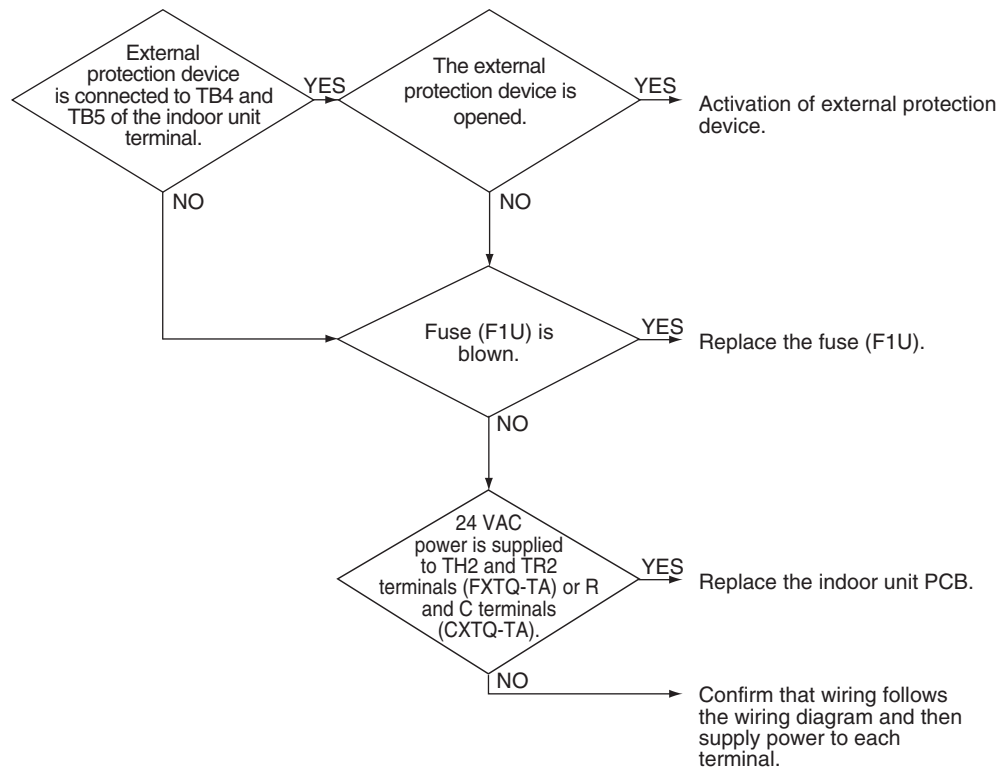 External
protection device
is connected to TB4 and
TB5 of the indoor unit
terminal.
YES
The external
protection device is
opened.
YES
Activation of external protection
device.
NO
NO
Fuse (F1U) is
blown.
YES
Replace the fuse (F1U).
NO
24 VAC
power is supplied
to TH2 and TR2
terminals (FXTQ-TA) or R
and C terminals
(CXTQ-TA).
YES
Replace the indoor unit PCB.
NO
Confirm that wiring follows
the wiring diagram and then
supply power to each
terminal.